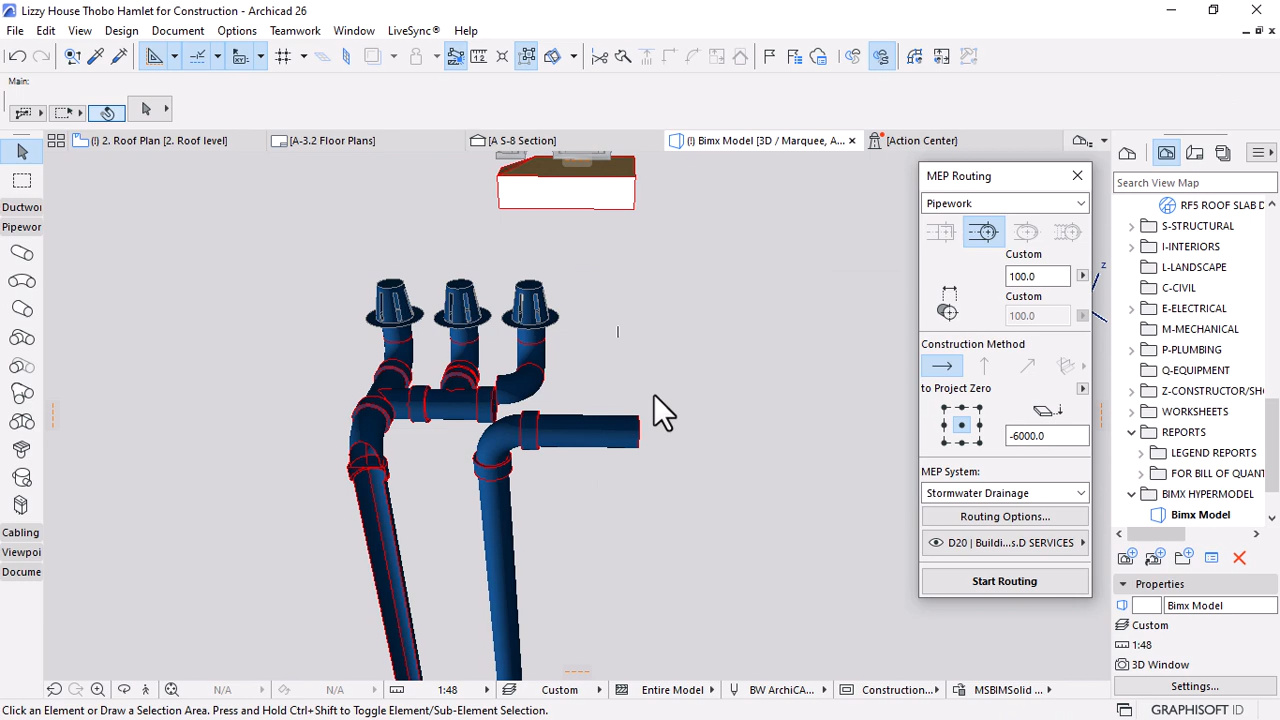 Lizzy House Thobo Hamlet for Construction - Archicad 26
File Edit View Design Document Options Teamwork Window LiveSync® Help
Main:
(!) 2. Roof Plan [2. Roof level]
[A-3.2 Floor Plans]
[A S-8 Section]
(!) Bimx Model [3D / Marquee, A...
[Action Center]
Ductwo
Pipewor
Cabling
Viewpoi
Docume
MEP Routing
Pipework
Custom
100.0
Custom
100.0
Construction Method
to Project Zero
-6000.0
MEP System:
Stormwater Drainage
Routing Options...
D20 | Buildi...s.D SERVICES
Start Routing
z
Search View Map
RF5 ROOF SLAB D
S-STRUCTURAL
I-INTERIORS
L-LANDSCAPE
C-CIVIL
E-ELECTRICAL
M-MECHANICAL
P-PLUMBING
Q-EQUIPMENT
Z-CONSTRUCTOR/SH
WORKSHEETS
REPORTS
LEGEND REPORTS
FOR BILL OF QUANT
BIMX HYPERMODEL
Bimx Model
Properties
Bimx Model
Custom
1:48
3D Window
Settings...
N/A
N/A
1:48
Custom
Entire Model
BW ArchiCA...
Construction...
MSBIMSolid ...
Click an Element or Draw a Selection Area. Press and Hold Ctrl+Shift to Toggle Element/Sub-Element Selection.
GRAPHISOFT ID